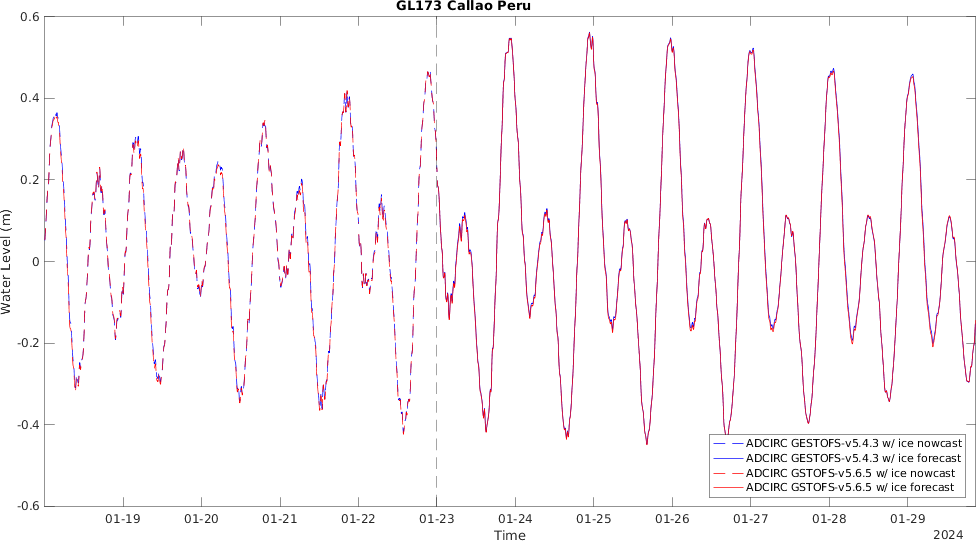 GL173 Callao Peru
0.6
0.4
0.2
0
-0.2
-0.4
-0.6
Water Level (m)
ADCIRC GESTOFS-v5.4.3 w/ ice nowcast
ADCIRC GESTOFS-v5.4.3 w/ ice forecast
ADCIRC GSTOFS-v5.6.5 w/ ice nowcast
ADCIRC GSTOFS-v5.6.5 w/ ice forecast
01-19 01-20 01-21 01-22 01-23 01-24 01-25 01-26 01-27 01-28 01-29
Time
2024